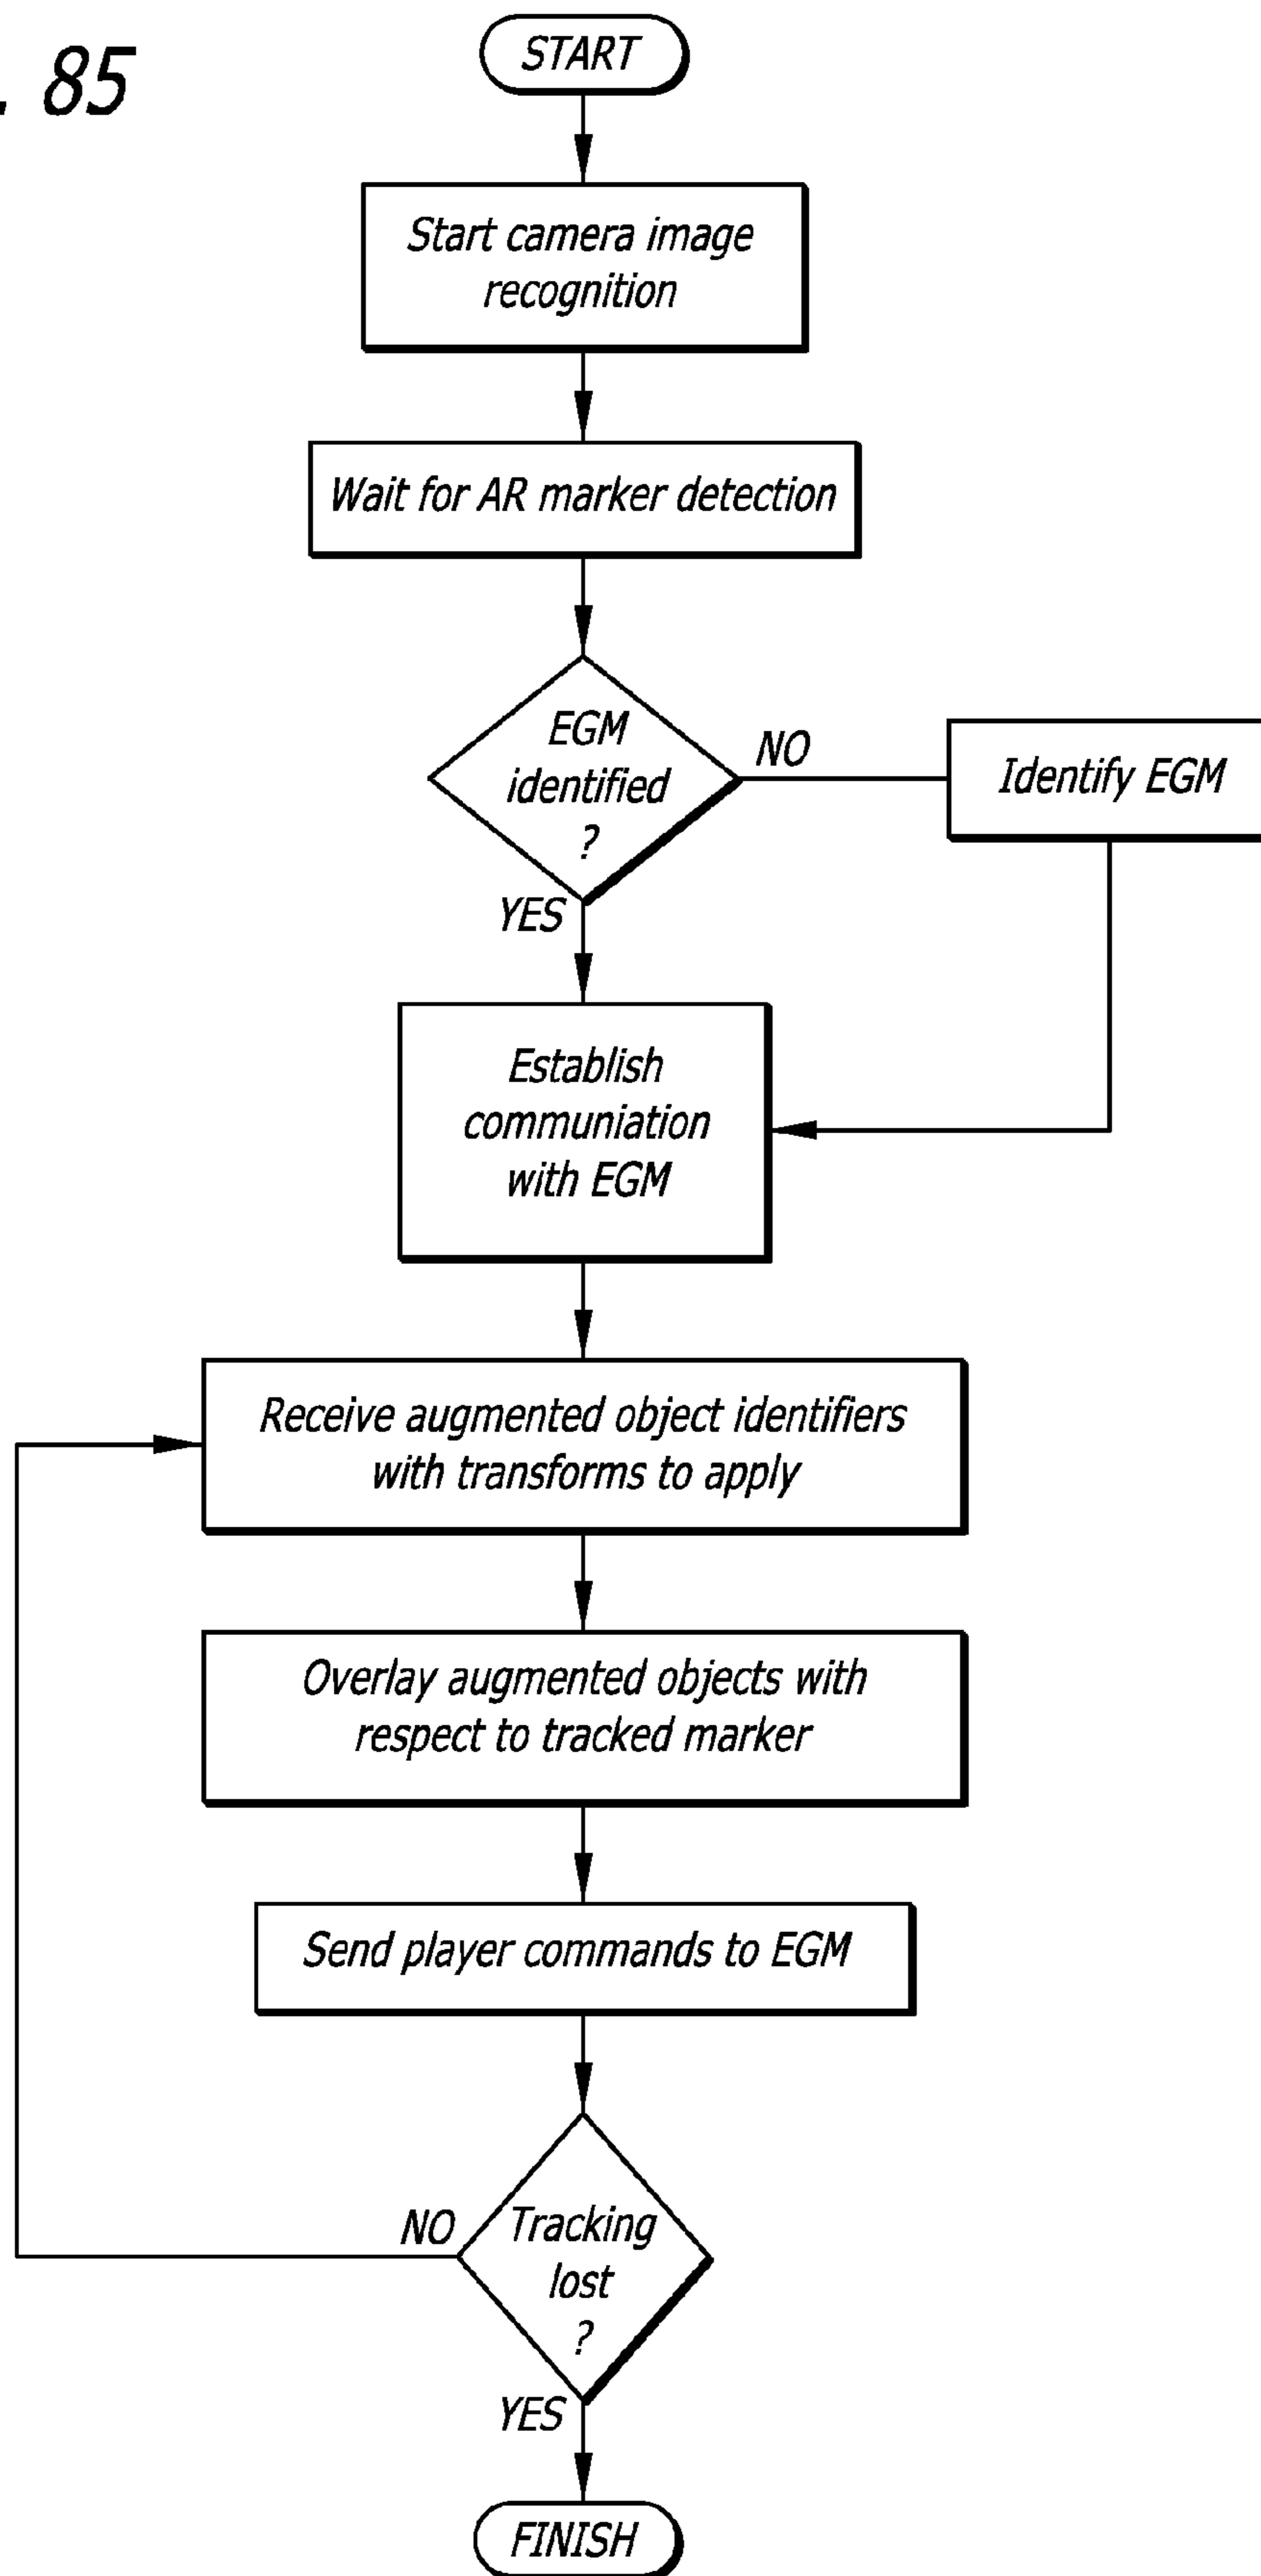 . 85
START
Start camera image
recognition
Wait for AR marker detection
EGM
identified
?
NO
Identify EGM
YES
Establish
communiation
with EGM
Receive augmented object identifiers
with transforms to apply
Overlay augmented objects with
respect to tracked marker
Send player commands to EGM
NO
Tracking
lost
?
YES
FINISH